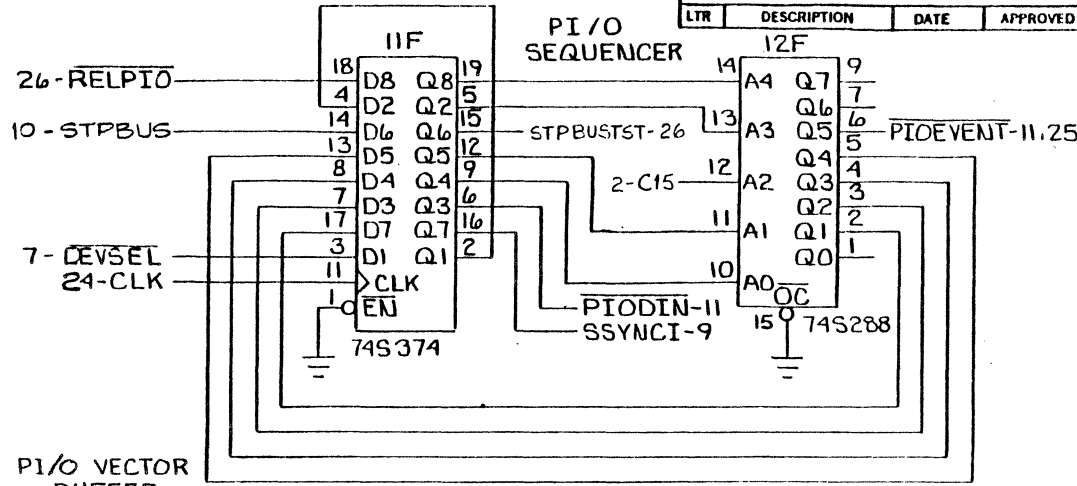 LTR DESCRIPTION DATE APPROVED
PI/O
SEQUENCER
11F
12F
26-RELPIO
10-STPBUS
7-DEVSEL
24-CLK
18 D8 Q8 19
4 D2 Q2 5
14 D6 Q6 15
13 D5 Q5 12
8 D4 Q4 9
7 D3 Q3 6
17 D7 Q7 16
3 D1 Q1 2
11 CLK
1 EN
74S374
STPBUSTST-26
2-C15
PIODIN-11
SSYNCI-9
14 A4 Q7 9
Q6 7
13 A3 Q5 6
PIOEVENT-11,25
Q4 5
12 A2 Q3 4
Q2 3
11 A1 Q1 2
Q0 1
10 A0
OC
15 74S288
PI/O VECTOR